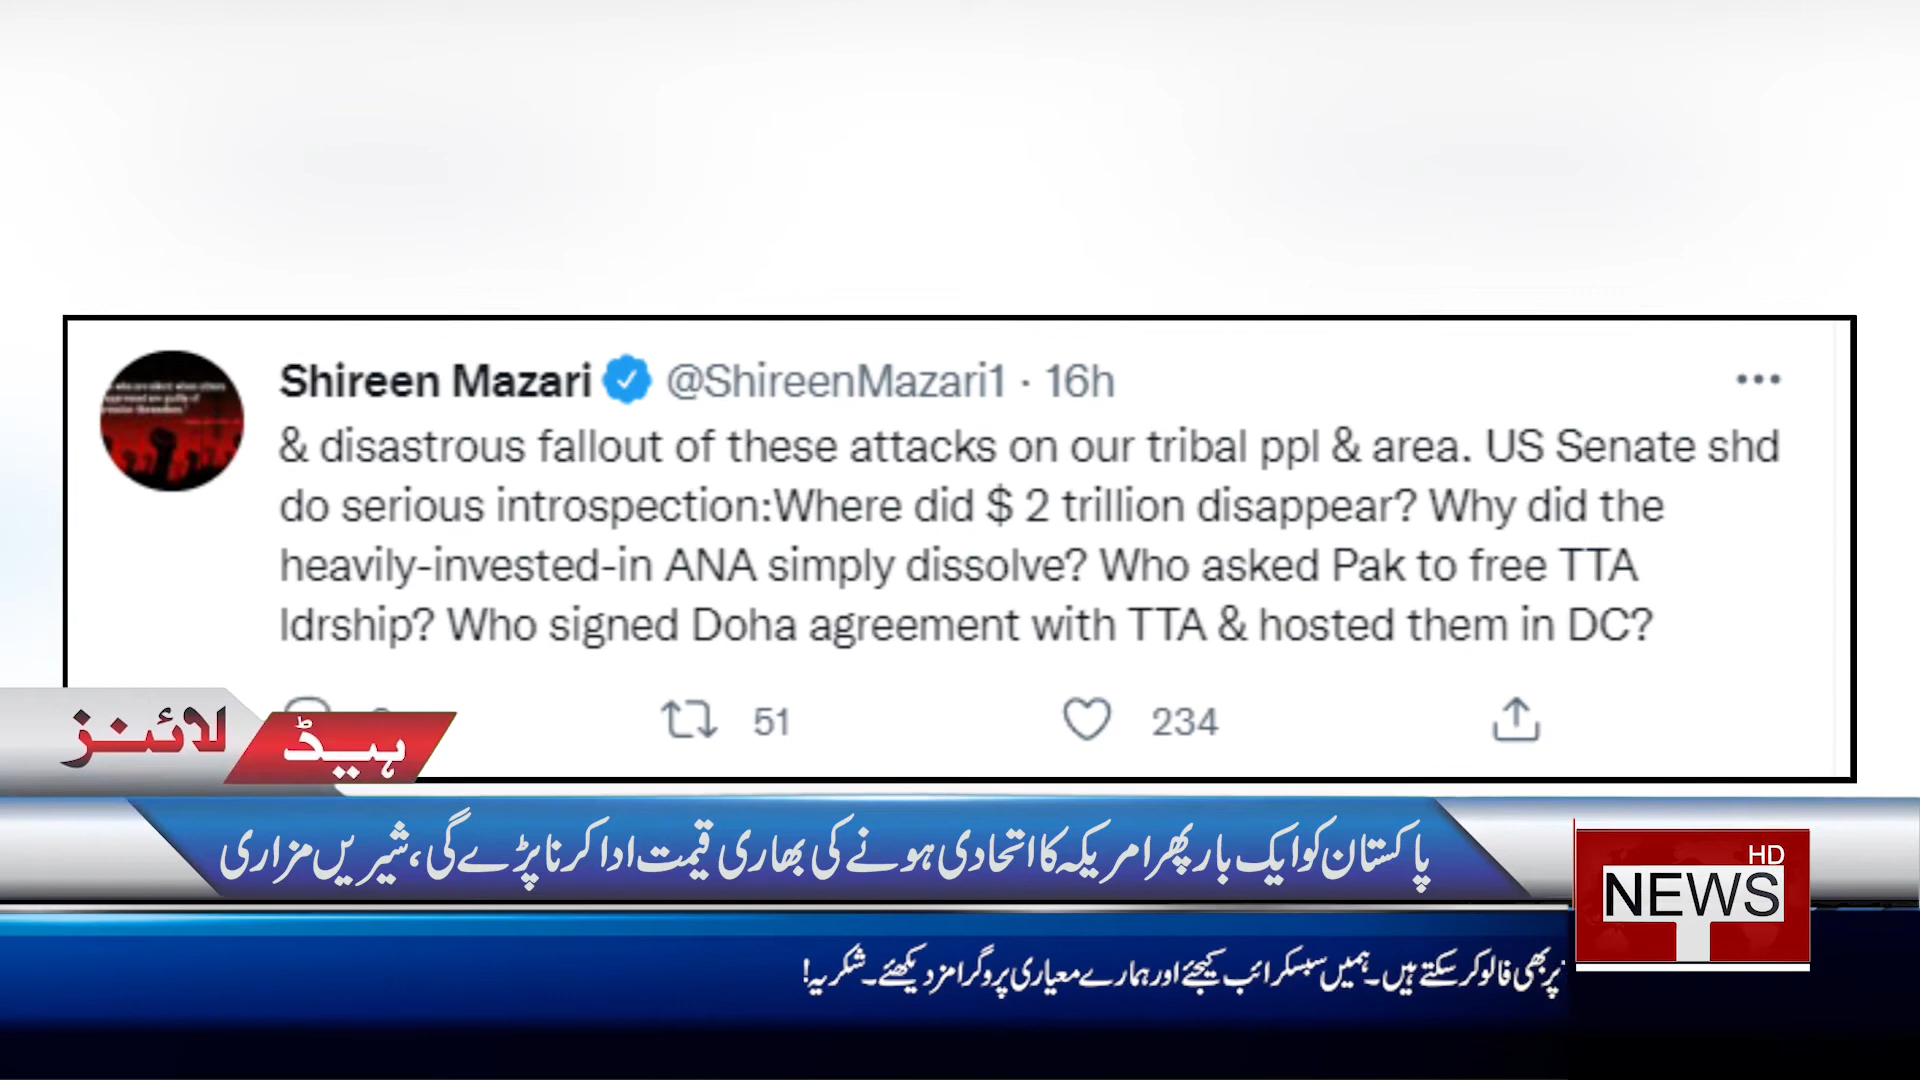 Shireen Mazari @ShireenMazari1 · 16h
& disastrous fallout of these attacks on our tribal ppl & area. US Senate shd
do serious introspection:Where did $ 2 trillion disappear? Why did the
heavily-invested-in ANA simply dissolve? Who asked Pak to free TTA
ldrship? Who signed Doha agreement with TTA & hosted them in DC?
51 234
ہیڈ لائنز
پاکستان کو ایک بار پھر امریکہ کا اتحادی ہونے کی بھاری قیمت ادا کرنا پڑے گی، شیریں مزاری
HD
NEWS
پر بھی فالو کر سکتے ہیں۔ ہمیں سبسکرائب کیجئے اور ہمارے معیاری پروگرامز دیکھئے۔ شکریہ!